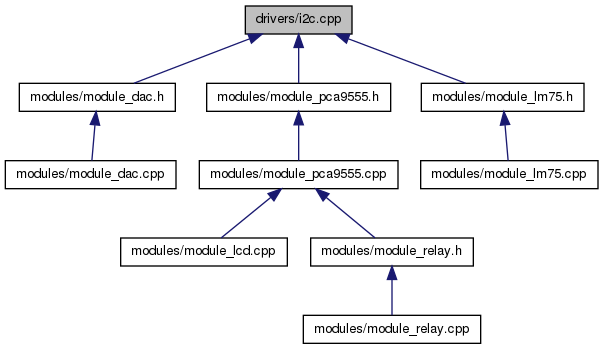 drivers/i2c.cpp
modules/module_dac.h
modules/module_pca9555.h
modules/module_lm75.h
modules/module_dac.cpp
modules/module_pca9555.cpp
modules/module_lm75.cpp
modules/module_lcd.cpp
modules/module_relay.h
modules/module_relay.cpp